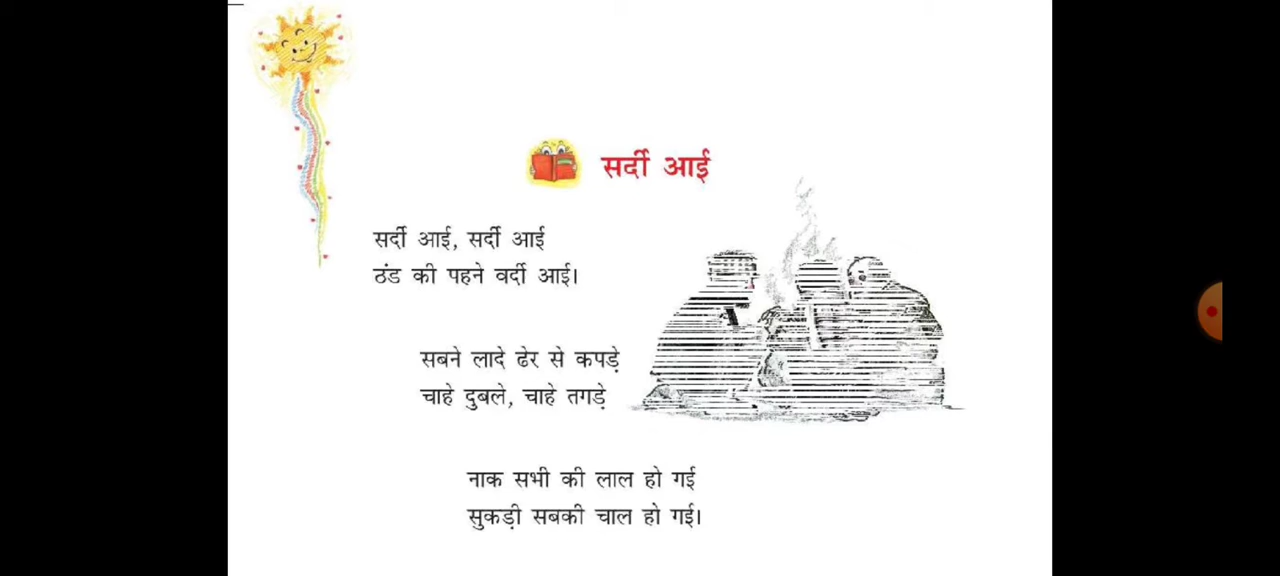 सर्दी आई
सर्दी आई, सर्दी आई
ठंड की पहने वर्दी आई।
सबने लादे ढेर से कपड़े
चाहे दुबले, चाहे तगड़े
नाक सभी की लाल हो गई
सुकड़ी सबकी चाल हो गई।